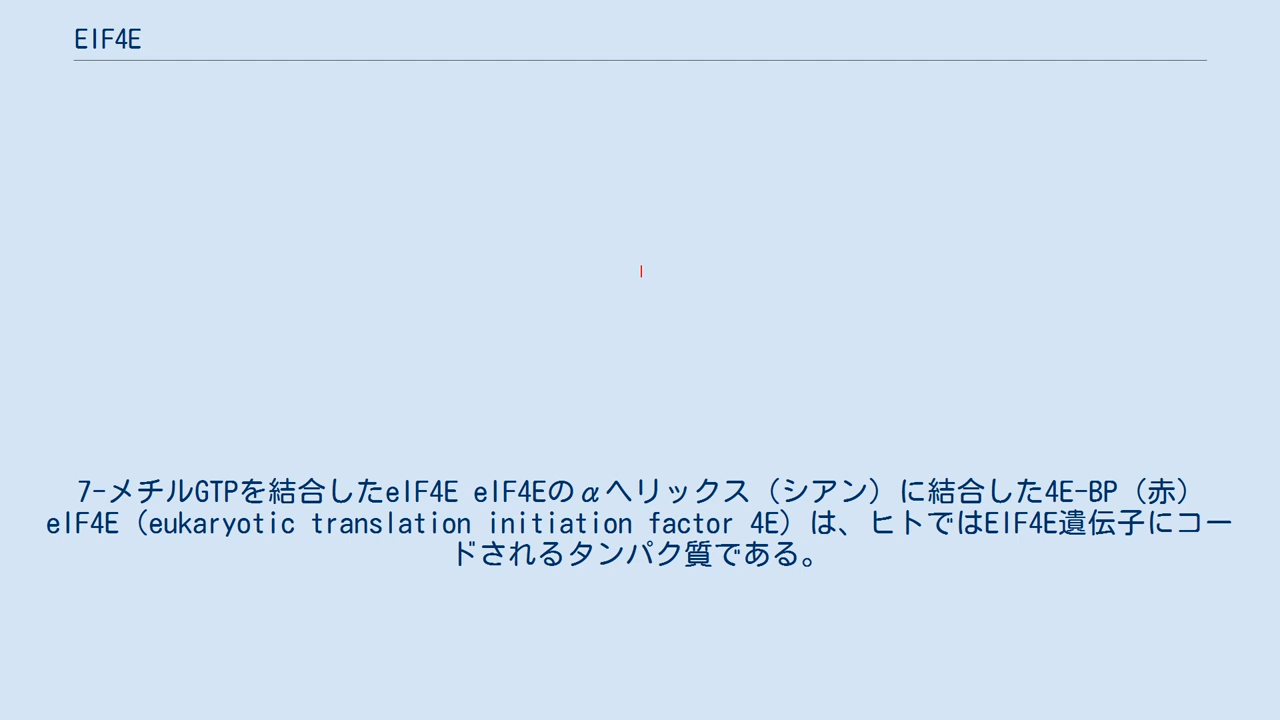 EIF4E
7-メチルGTPを結合したeIF4E eIF4Eのαヘリックス（シアン）に結合した4E-BP（赤）
eIF4E（eukaryotic translation initiation factor 4E）は、ヒトではEIF4E遺伝子にコー
ドされるタンパク質である。